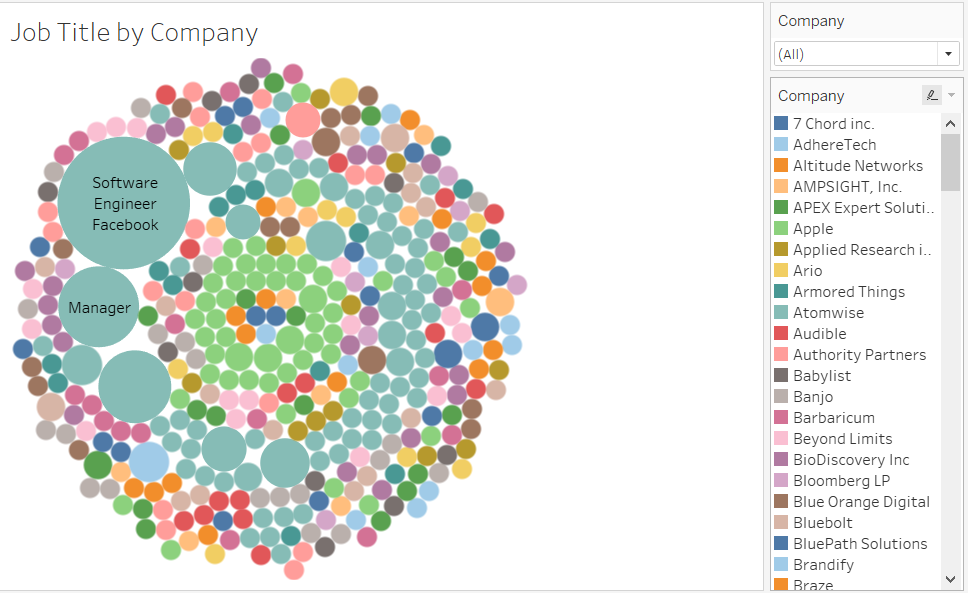 Job Title by Company
Software
Engineer
Facebook
Manager
Company
(All)
Company
7 Chord inc.
AdhereTech
Altitude Networks
AMPSIGHT, Inc.
APEX Expert Soluti..
Apple
Applied Research i..
Ario
Armored Things
Atomwise
Audible
Authority Partners
Babylist
Banjo
Barbaricum
Beyond Limits
BioDiscovery Inc
Bloomberg LP
Blue Orange Digital
Bluebolt
BluePath Solutions
Brandify
Braze